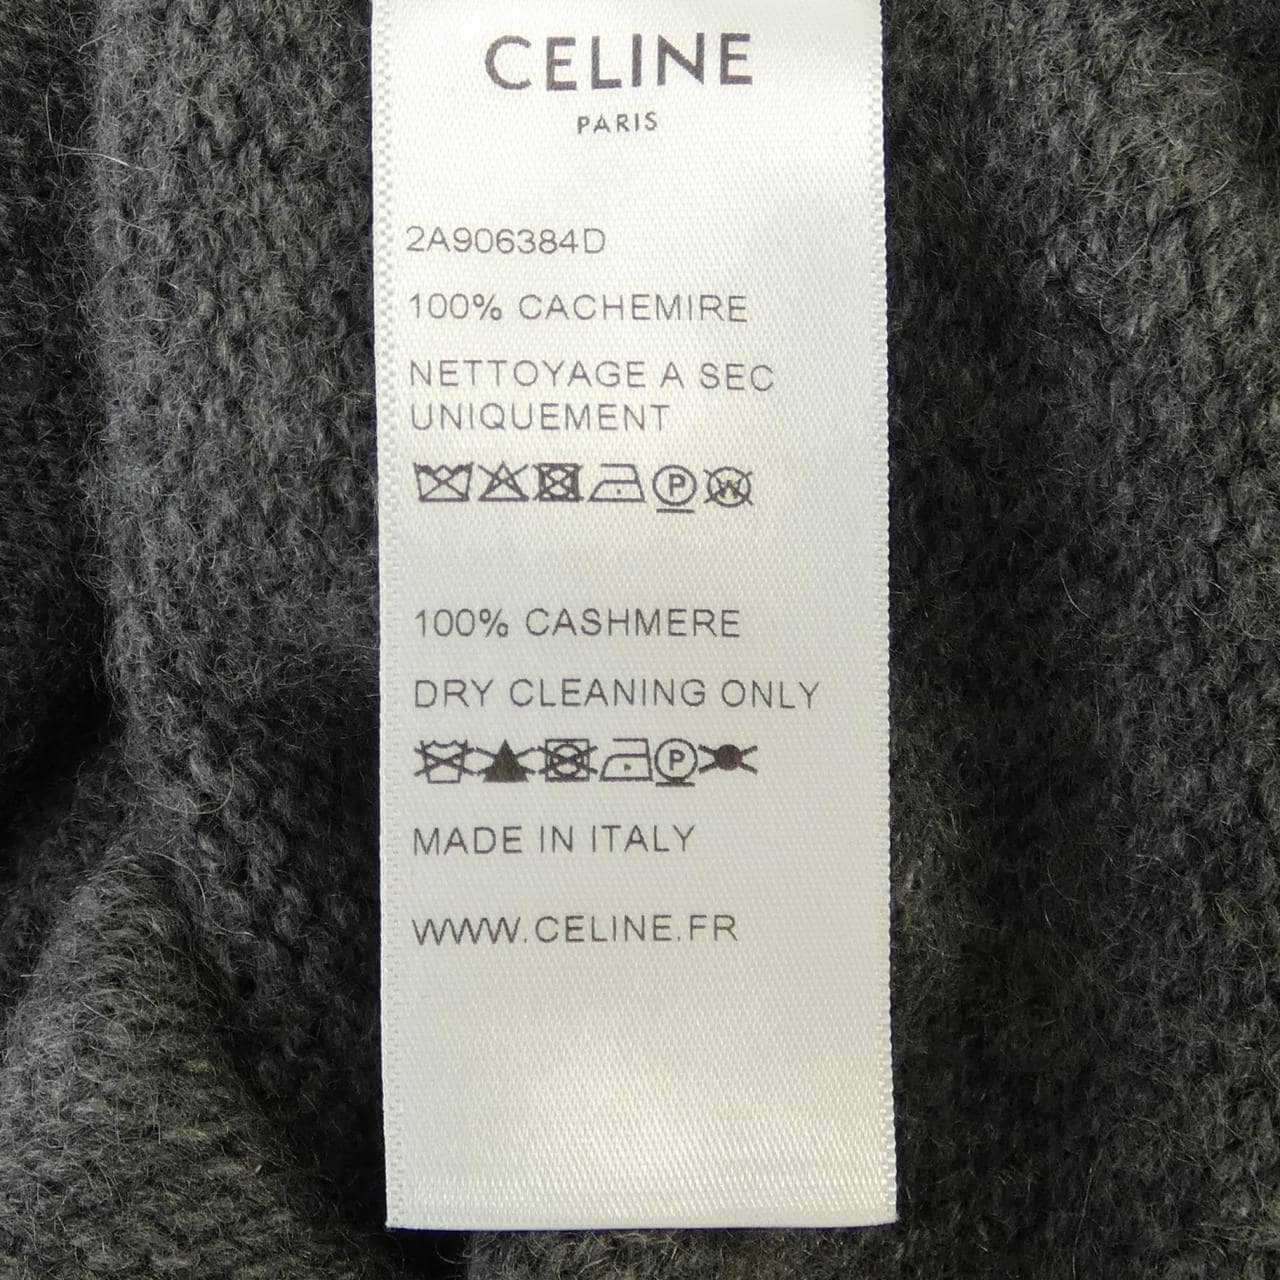 CELINE
PARIS
2A906384D
100% CACHEMIRE
NETTOYAGE A SEC
UNIQUEMENT
P W
100% CASHMERE
DRY CLEANING ONLY
P
MADE IN ITALY
WWW.CELINE.FR